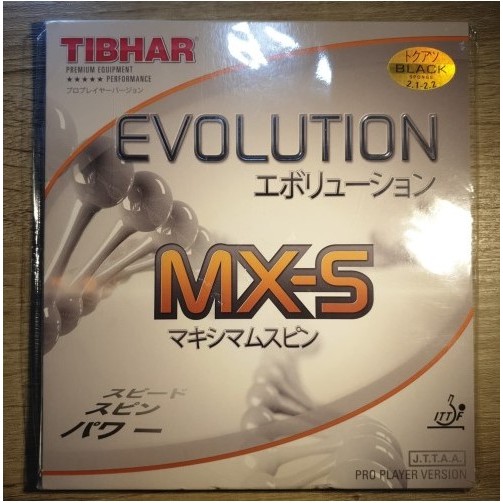 TIBHAR
PREMIUM EQUIPMENT
★★★★★ PERFORMANCE
プロプレイヤーバージョン
トクアツ
BLACK
SPONGE
2.1-2.2
EVOLUTION
エボリューション
MX-S
マキシマムスピン
スピード
スピン
パワー
ITTF
J.T.T.A.A.
PRO PLAYER VERSION